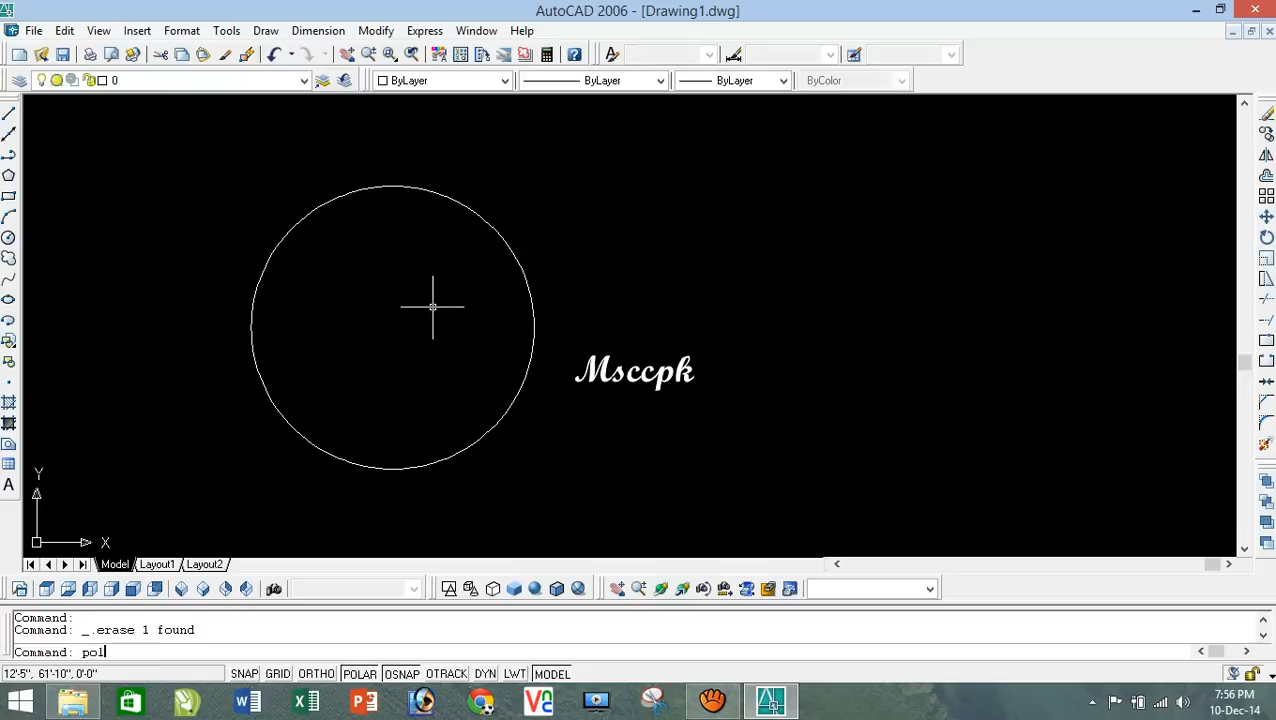 AutoCAD 2006 - [Drawing1.dwg]
File Edit View Insert Format Tools Draw Dimension Modify Express Window Help
0 ByLayer ByLayer ByLayer ByColor
Msccpk
Y
X
Model Layout1 Layout2
Command:
Command: _.erase 1 found
Command: pol
12'-5", 61'-10", 0'-0" SNAP GRID ORTHO POLAR OSNAP OTRACK DYN LWT MODEL
7:56 PM
10-Dec-14